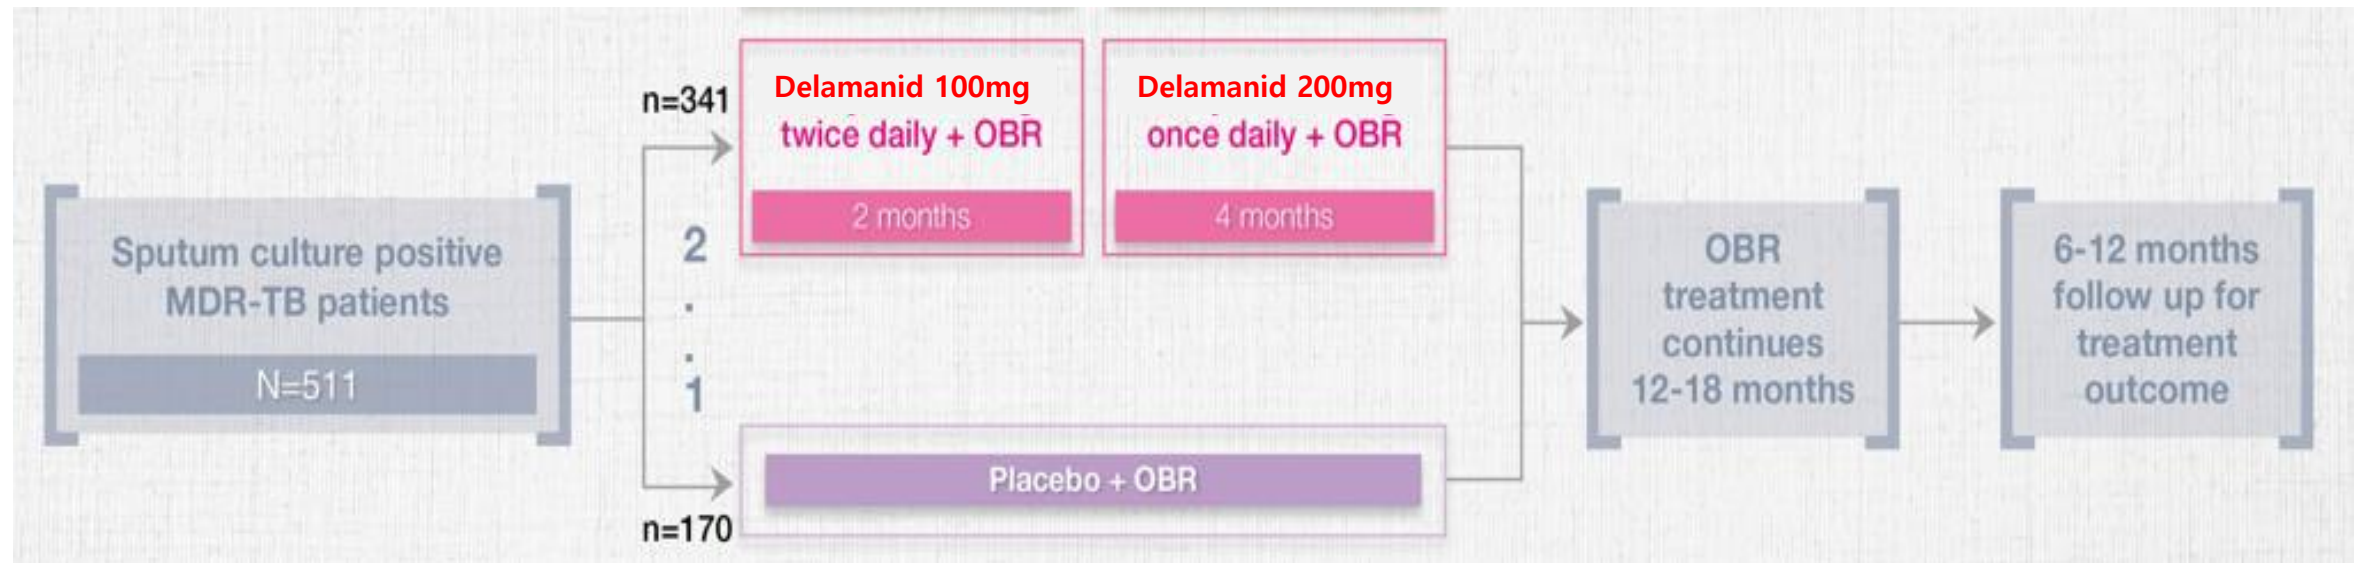 Sputum culture positive
MDR-TB patients
N=511
n=341
2
:
1
n=170
Delamanid 100mg
twice daily + OBR
2 months
Delamanid 200mg
once daily + OBR
4 months
Placebo + OBR
OBR
treatment
continues
12-18 months
6-12 months
follow up for
treatment
outcome